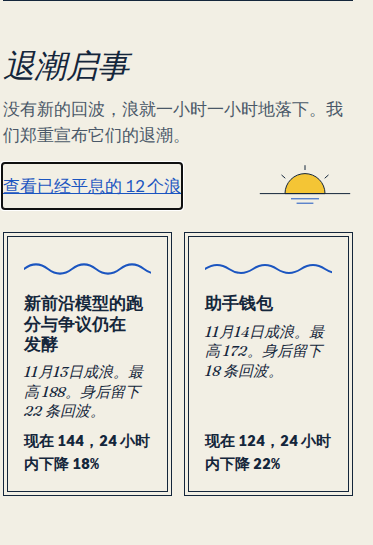 退潮启事
没有新的回波，浪就一小时一小时地落下。我
们郑重宣布它们的退潮。
查看已经平息的 12 个浪
新前沿模型的跑
分与争议仍在
发酵
11月13日成浪。最
高 188。身后留下
22 条回波。
现在 144，24 小时
内下降 18%
助手钱包
11月14日成浪。最
高 172。身后留下
18 条回波。
现在 124，24 小时
内下降 22%